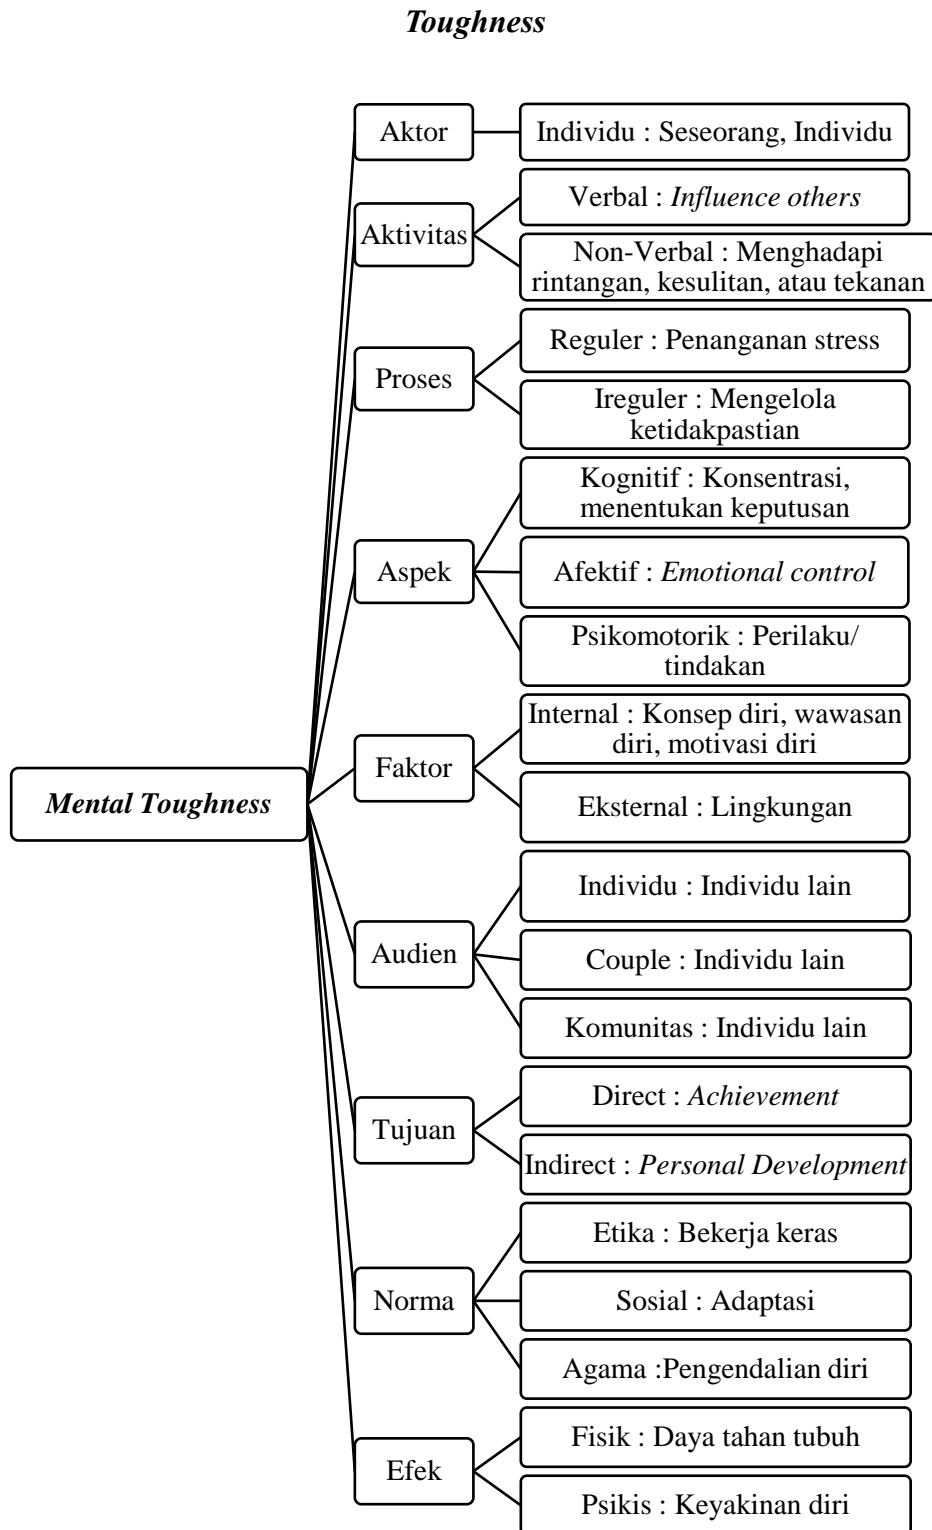 Toughness
Aktor
Individu : Seseorang, Individu
Aktivitas
Verbal : Influence others
Non-Verbal : Menghadapi
rintangan, kesulitan, atau tekanan
Proses
Reguler : Penanganan stress
Ireguler : Mengelola
ketidakpastian
Aspek
Kognitif : Konsentrasi,
menentukan keputusan
Afektif : Emotional control
Psikomotorik : Perilaku/
tindakan
Mental Toughness
Faktor
Internal : Konsep diri, wawasan
diri, motivasi diri
Eksternal : Lingkungan
Audien
Individu : Individu lain
Couple : Individu lain
Komunitas : Individu lain
Tujuan
Direct : Achievement
Indirect : Personal Development
Norma
Etika : Bekerja keras
Sosial : Adaptasi
Agama :Pengendalian diri
Efek
Fisik : Daya tahan tubuh
Psikis : Keyakinan diri